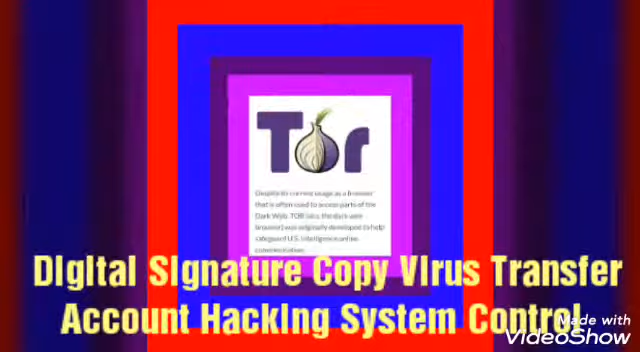 Tor
Despite its current usage as a browser
that is often used to access parts of the
Dark Web, TOR (aka, the dark web
browser) was originally developed to help
safeguard U.S. intelligence online
communication.
Digital Signature Copy Virus Transfer
Account Hacking System Control
Made with
VideoShow